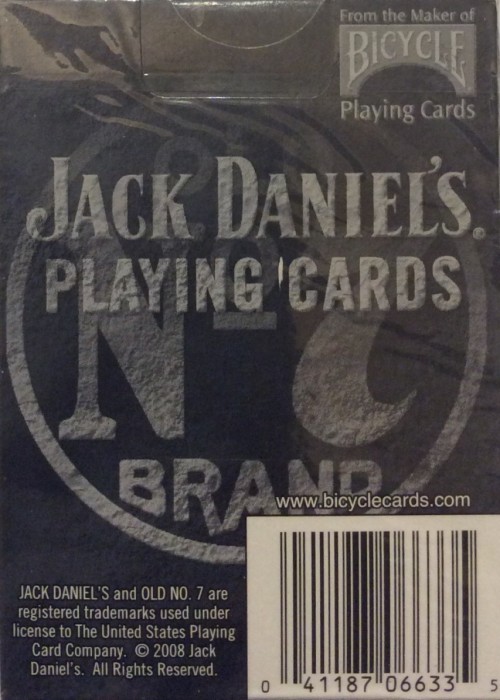 From the Maker of
BICYCLE
Playing Cards
JACK DANIEL'S®
PLAYING CARDS
No 7
BRAND
www.bicyclecards.com
JACK DANIEL'S and OLD NO. 7 are
registered trademarks used under
license to The United States Playing
Card Company. © 2008 Jack
Daniel's. All Rights Reserved.
0 41187 06633 5